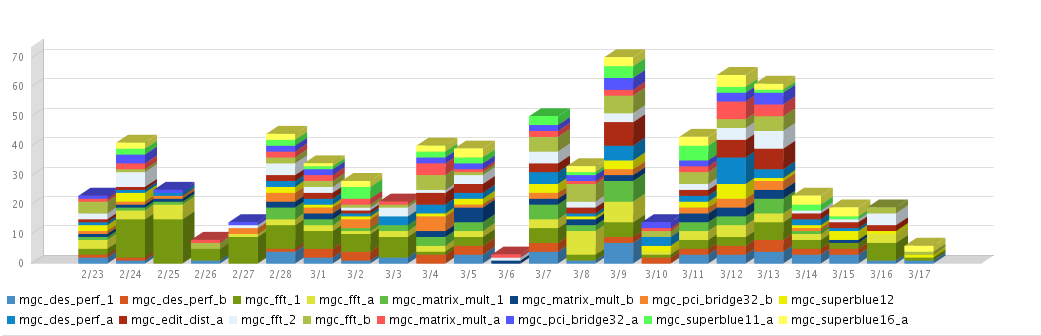 70
60
50
40
30
20
10
0
2/23 2/24 2/25 2/26 2/27 2/28 3/1 3/2 3/3 3/4 3/5 3/6 3/7 3/8 3/9 3/10 3/11 3/12 3/13 3/14 3/15 3/16 3/17
mgc_des_perf_1 mgc_des_perf_b mgc_fft_1 mgc_fft_a mgc_matrix_mult_1 mgc_matrix_mult_b mgc_pci_bridge32_b mgc_superblue12
mgc_des_perf_a mgc_edit_dist_a mgc_fft_2 mgc_fft_b mgc_matrix_mult_a mgc_pci_bridge32_a mgc_superblue11_a mgc_superblue16_a